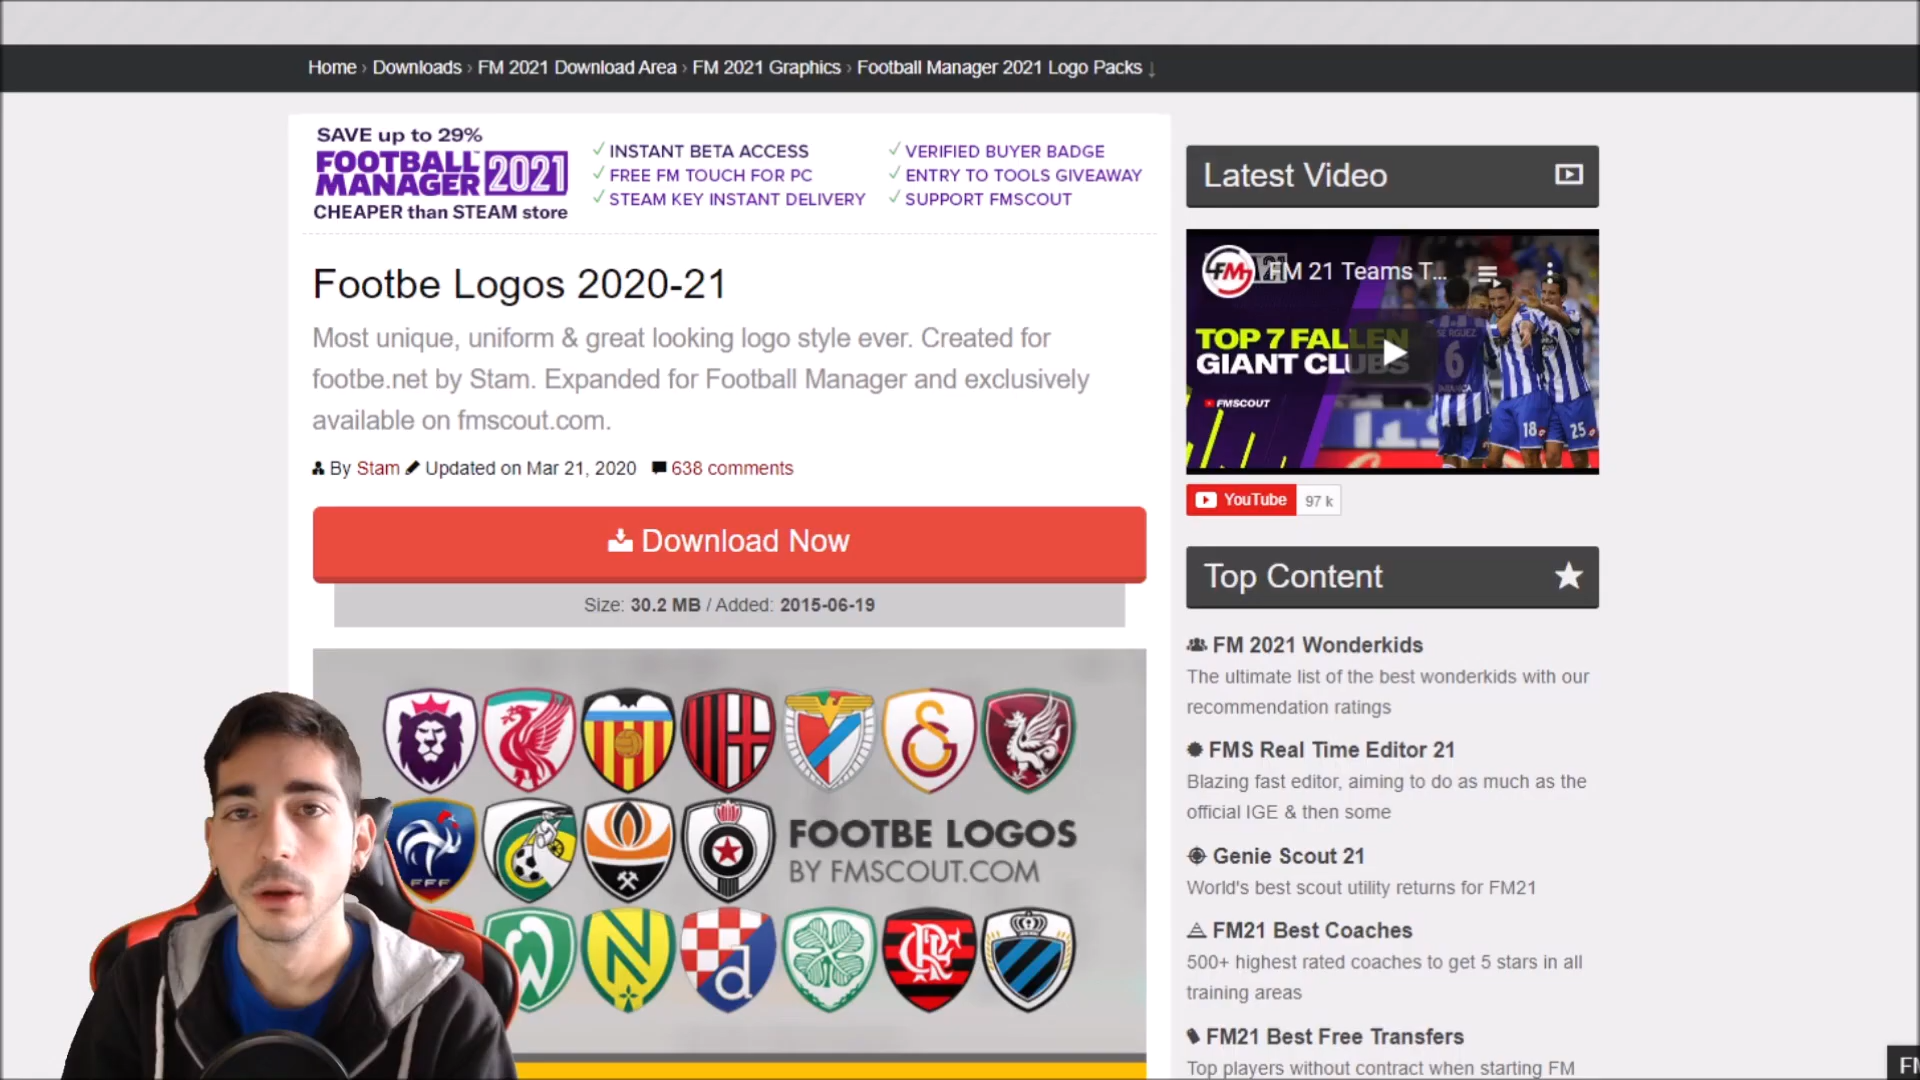 Home › Downloads › FM 2021 Download Area › FM 2021 Graphics › Football Manager 2021 Logo Packs ↓
SAVE up to 29%
FOOTBALL MANAGER 2021
CHEAPER than STEAM store
✓ INSTANT BETA ACCESS
✓ FREE FM TOUCH FOR PC
✓ STEAM KEY INSTANT DELIVERY
✓ VERIFIED BUYER BADGE
✓ ENTRY TO TOOLS GIVEAWAY
✓ SUPPORT FMSCOUT
Footbe Logos 2020-21
Most unique, uniform & great looking logo style ever. Created for
footbe.net by Stam. Expanded for Football Manager and exclusively
available on fmscout.com.
By Stam Updated on Mar 21, 2020 638 comments
Download Now
Size: 30.2 MB / Added: 2015-06-19
FFF
FOOTBE LOGOS
BY FMSCOUT.COM
Latest Video
FM 21 Teams T...
TOP 7 FALLEN
GIANT CLUBS
FMSCOUT
6
18
25
YouTube 97 k
Top Content
FM 2021 Wonderkids
The ultimate list of the best wonderkids with our
recommendation ratings
FMS Real Time Editor 21
Blazing fast editor, aiming to do as much as the
official IGE & then some
Genie Scout 21
World's best scout utility returns for FM21
FM21 Best Coaches
500+ highest rated coaches to get 5 stars in all
training areas
FM21 Best Free Transfers
Top players without contract when starting FM